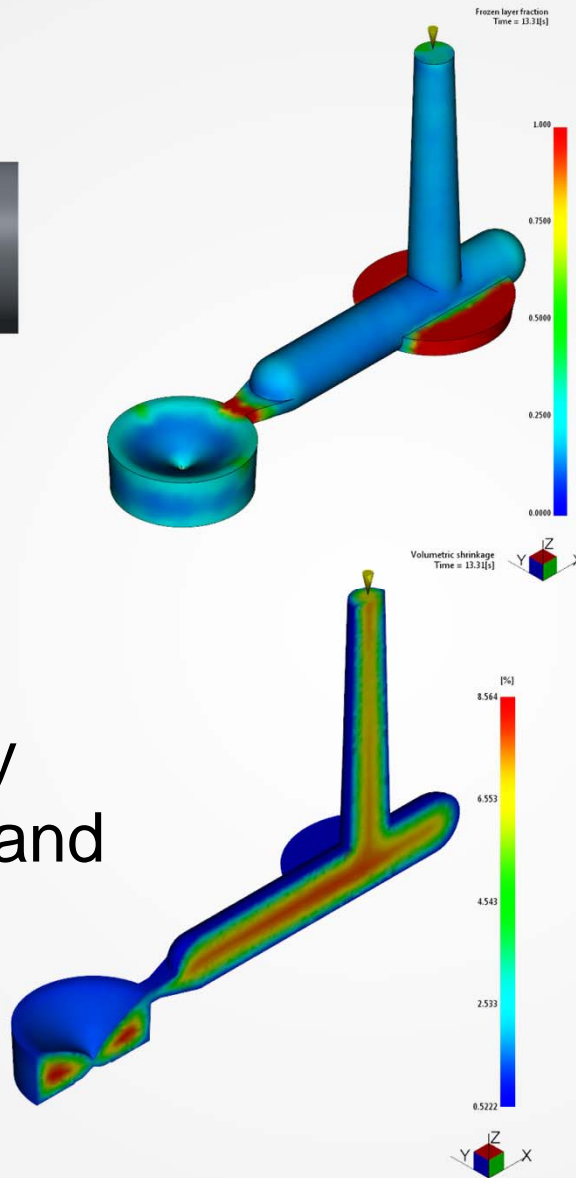 Frozen layer fraction
Time = 13.31[s]
1.000
0.7500
0.5000
0.2500
0.0000
Y Z X
Volumetric shrinkage
Time = 13.31[s]
[%]
8.564
6.553
4.543
2.533
0.5222
y
and
Y Z X